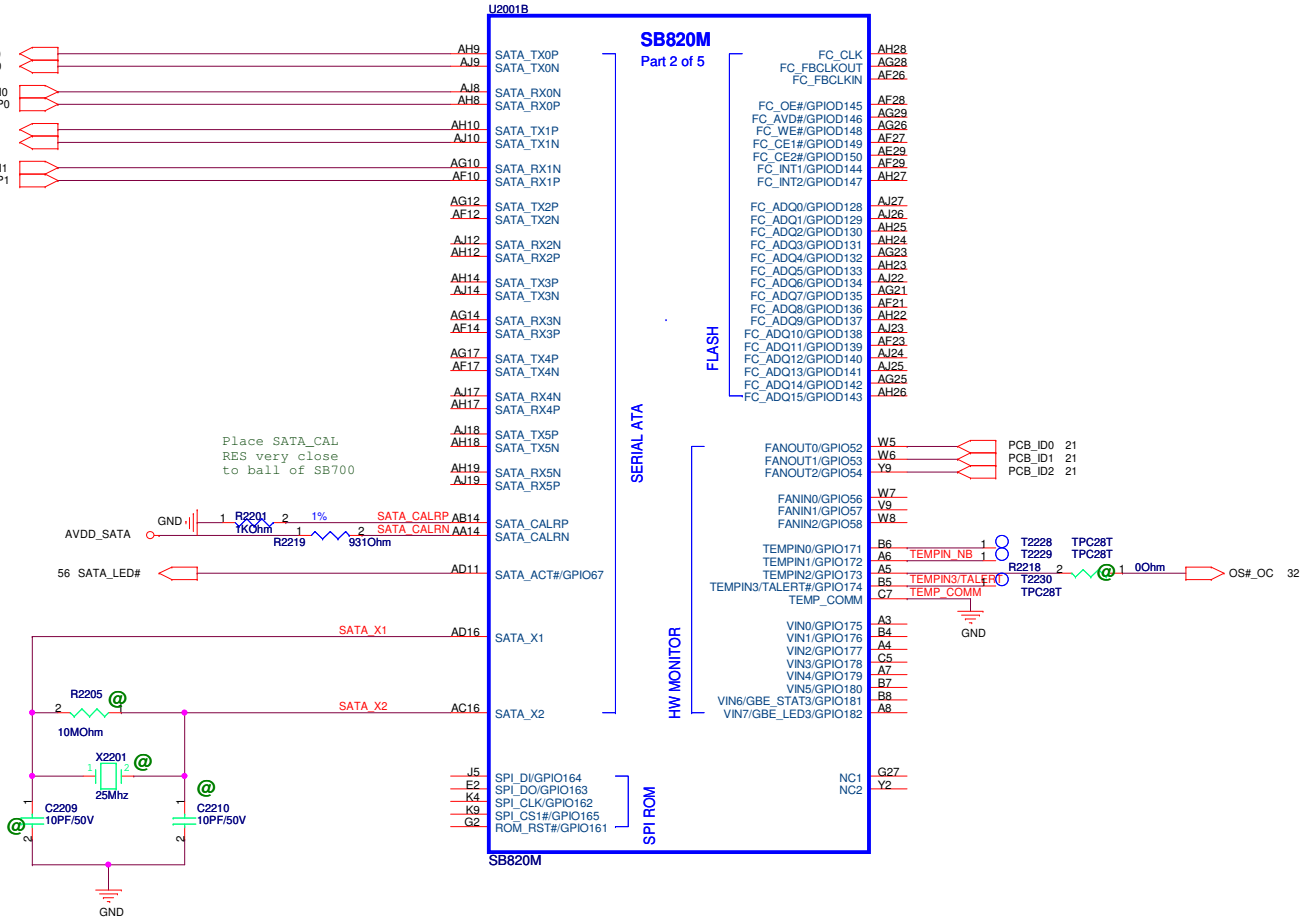 U2001B
SB820M
Part 2 of 5
AH9 SATA_TX0P
AJ9 SATA_TX0N
AJ8 SATA_RX0N
AH8 SATA_RX0P
P0
AH10 SATA_TX1P
AJ10 SATA_TX1N
AG10 SATA_RX1N
AF10 SATA_RX1P
P1
AG12 SATA_TX2P
AF12 SATA_TX2N
AJ12 SATA_RX2N
AH12 SATA_RX2P
AH14 SATA_TX3P
AJ14 SATA_TX3N
AG14 SATA_RX3N
AF14 SATA_RX3P
AG17 SATA_TX4P
AF17 SATA_TX4N
AJ17 SATA_RX4N
AH17 SATA_RX4P
AJ18 SATA_TX5P
AH18 SATA_TX5N
AH19 SATA_RX5N
AJ19 SATA_RX5P
Place SATA_CAL
RES very close
to ball of SB700
GND 1 R2201 2 1% SATA_CALRP AB14 SATA_CALRP
1KOhm
AVDD_SATA 1 2 SATA_CALRN AA14 SATA_CALRN
R2219 931Ohm
56 SATA_LED# AD11 SATA_ACT#/GPIO67
SATA_X1 AD16 SATA_X1
SATA_X2 AC16 SATA_X2
R2205 @
2 1
10MOhm
X2201 @
1 2
25Mhz
@
1 C2209 1 C2210
@ 10PF/50V 10PF/50V
2 2
GND
J5 SPI_DI/GPIO164
E2 SPI_DO/GPIO163
K4 SPI_CLK/GPIO162
K9 SPI_CS1#/GPIO165
G2 ROM_RST#/GPIO161
SERIAL ATA
SPI ROM
FLASH
HW MONITOR
FC_CLK AH28
FC_FBCLKOUT AG28
FC_FBCLKIN AF26
FC_OE#/GPIOD145 AF28
FC_AVD#/GPIOD146 AG29
FC_WE#/GPIOD148 AG26
FC_CE1#/GPIOD149 AF27
FC_CE2#/GPIOD150 AE29
FC_INT1/GPIOD144 AF29
FC_INT2/GPIOD147 AH27
FC_ADQ0/GPIOD128 AJ27
FC_ADQ1/GPIOD129 AJ26
FC_ADQ2/GPIOD130 AH25
FC_ADQ3/GPIOD131 AH24
FC_ADQ4/GPIOD132 AG23
FC_ADQ5/GPIOD133 AH23
FC_ADQ6/GPIOD134 AJ22
FC_ADQ7/GPIOD135 AG21
FC_ADQ8/GPIOD136 AF21
FC_ADQ9/GPIOD137 AH22
FC_ADQ10/GPIOD138 AJ23
FC_ADQ11/GPIOD139 AF23
FC_ADQ12/GPIOD140 AJ24
FC_ADQ13/GPIOD141 AJ25
FC_ADQ14/GPIOD142 AG25
FC_ADQ15/GPIOD143 AH26
FANOUT0/GPIO52 W5 PCB_ID0 21
FANOUT1/GPIO53 W6 PCB_ID1 21
FANOUT2/GPIO54 Y9 PCB_ID2 21
FANIN0/GPIO56 W7
FANIN1/GPIO57 V9
FANIN2/GPIO58 W8
TEMPIN0/GPIO171 B6 1 T2228 TPC28T
TEMPIN1/GPIO172 A6 TEMPIN_NB 1 T2229 TPC28T
TEMPIN2/GPIO173 A5 R2218 2 @ 1 0Ohm OS#_OC 32
TEMPIN3/TALERT#/GPIO174 B5 TEMPIN3/TALERT 1 T2230
TEMP_COMM C7 TEMP_COMM TPC28T
GND
VIN0/GPIO175 A3
VIN1/GPIO176 B4
VIN2/GPIO177 A4
VIN3/GPIO178 C5
VIN4/GPIO179 A7
VIN5/GPIO180 B7
VIN6/GBE_STAT3/GPIO181 B8
VIN7/GBE_LED3/GPIO182 A8
NC1 G27
NC2 Y2
SB820M